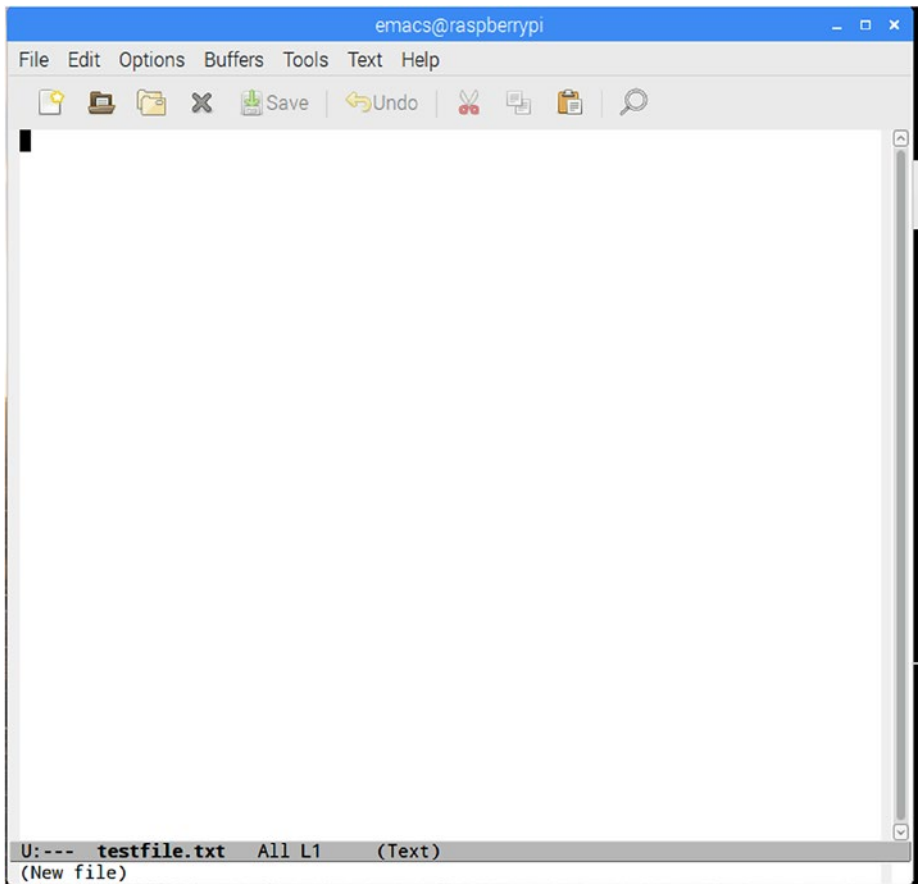 emacs@raspberrypi
File Edit Options Buffers Tools Text Help
Save Undo
U:--- testfile.txt All L1 (Text)
(New file)